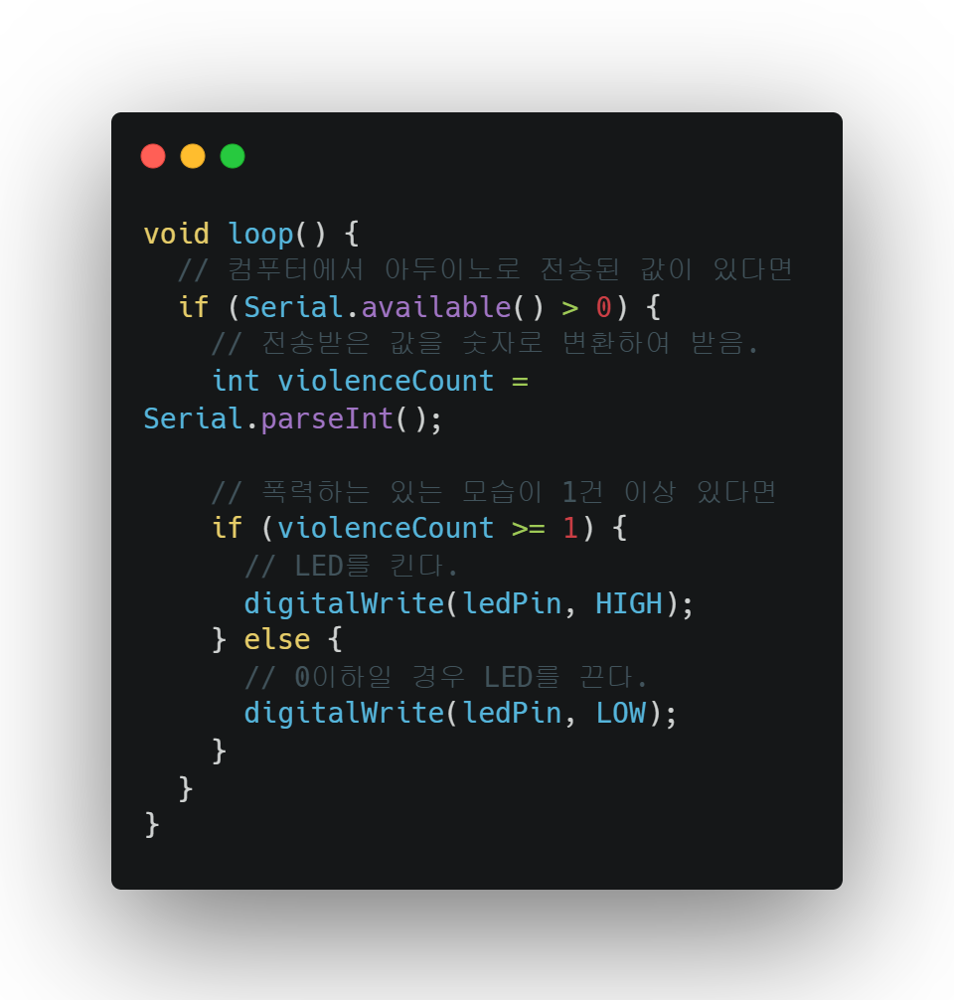 void loop() {
  // 컴퓨터에서 아두이노로 전송된 값이 있다면
  if (Serial.available() > 0) {
    // 전송받은 값을 숫자로 변환하여 받음.
    int violenceCount =
Serial.parseInt();
    // 폭력하는 있는 모습이 1건 이상 있다면
    if (violenceCount >= 1) {
      // LED를 킨다.
      digitalWrite(ledPin, HIGH);
    } else {
      // 0이하일 경우 LED를 끈다.
      digitalWrite(ledPin, LOW);
    }
  }
}